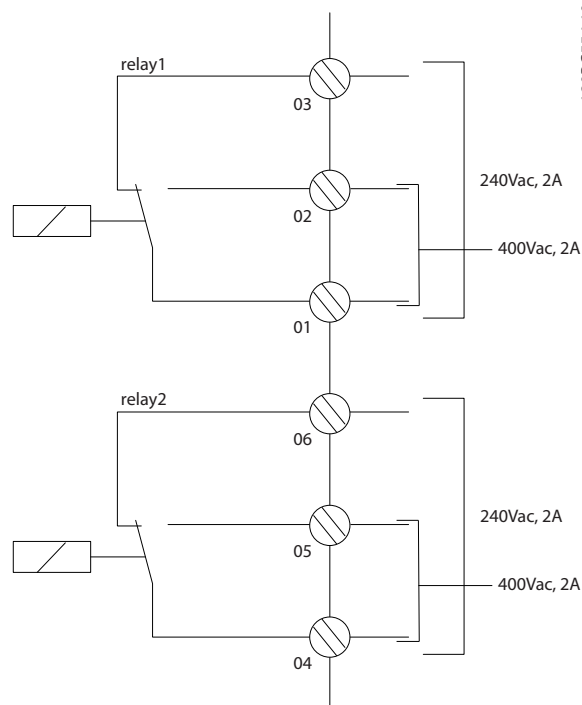 relay1
03
240Vac, 2A
02
400Vac, 2A
01
relay2
06
240Vac, 2A
05
400Vac, 2A
04